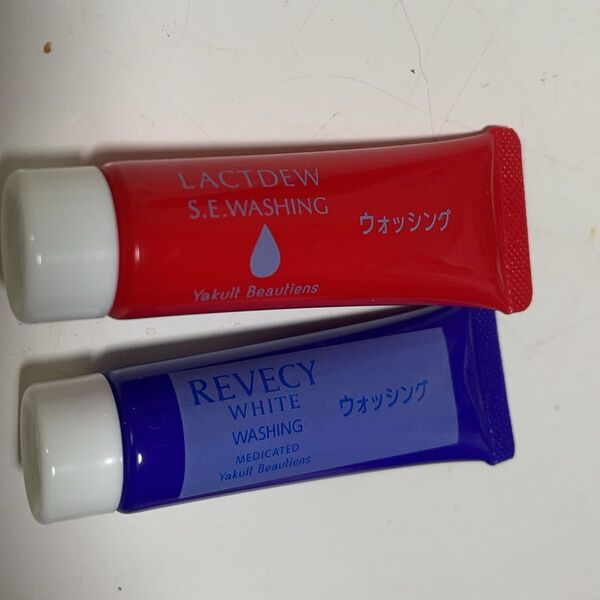 LACTDEW
S.E.WASHING
ウォッシング
Yakult Beautiens
REVECY
WHITE
WASHING
ウォッシング
MEDICATED
Yakult Beautiens